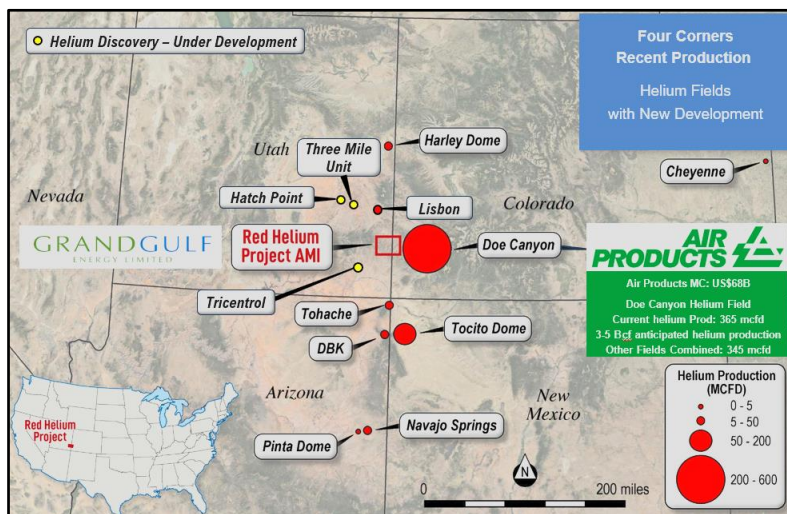 Helium Discovery – Under Development
Four Corners
Recent Production
Helium Fields
with New Development
Utah
Three Mile
Unit
Harley Dome
Cheyenne
Nevada
Hatch Point
Lisbon
Colorado
GRANDGULF
ENERGY LIMITED
Red Helium
Project AMI
Doe Canyon
AIR
PRODUCTS
Air Products MC: US$68B
Doe Canyon Helium Field
Current helium Prod: 365 mcfd
3-5 Bcf anticipated helium production
Other Fields Combined: 345 mcfd
Tricentrol
Tohache
DBK
Tocito Dome
Arizona
New
Mexico
Pinta Dome
Navajo Springs
Red Helium
Project
N
0
200 miles
Helium Production
(MCFD)
0 - 5
5 - 50
50 - 200
200 - 600